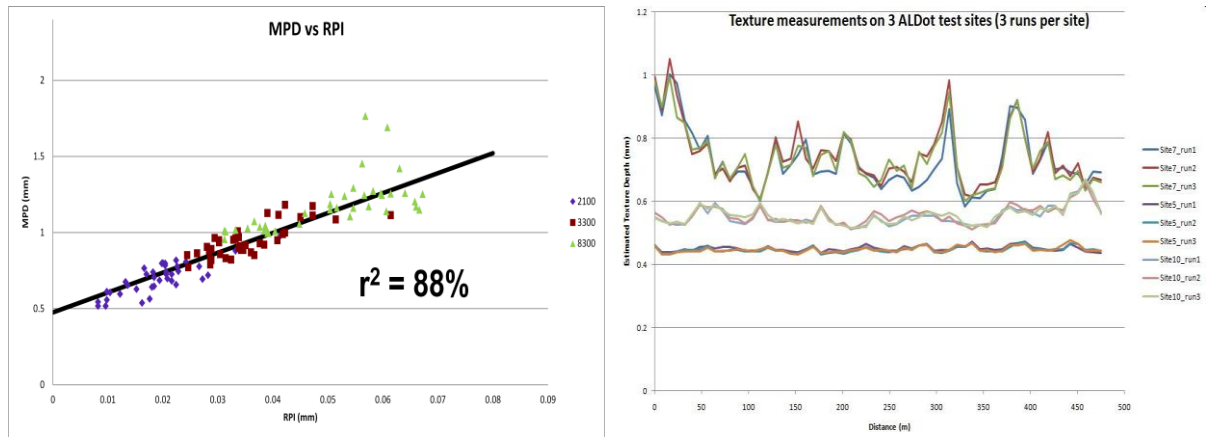 MPD vs RPI
MPD (mm)
2
1.5
1
0.5
0
0 0.01 0.02 0.03 0.04 0.05 0.06 0.07 0.08 0.09
RPI (mm)
r² = 88%
2100
3300
8300
Texture measurements on 3 ALDot test sites (3 runs per site)
Estimated Texture Depth (mm)
1.2
1
0.8
0.6
0.4
0.2
0
0 50 100 150 200 250 300 350 400 450 500
Distance (m)
Site7_run1
Site7_run2
Site7_run3
Site5_run1
Site5_run2
Site5_run3
Site10_run1
Site10_run2
Site10_run3